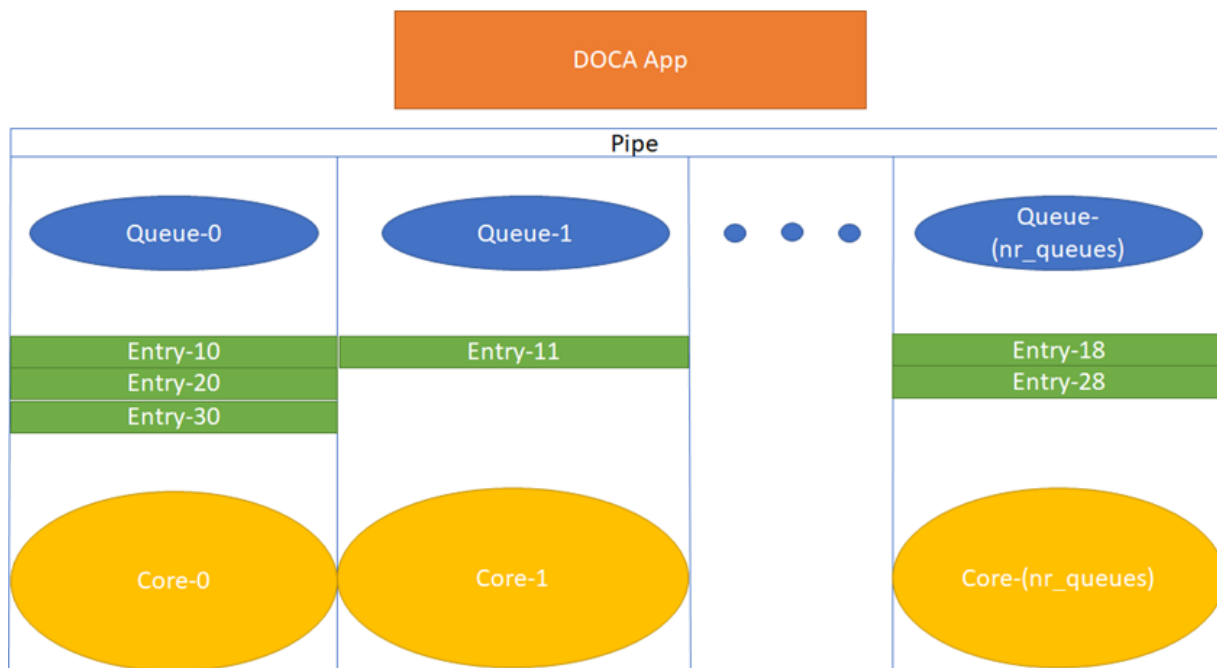 DOCA App
Pipe
Queue-0
Queue-1
Queue-
(nr_queues)
Entry-10
Entry-11
Entry-18
Entry-20
Entry-28
Entry-30
Core-0
Core-1
Core-(nr_queues)